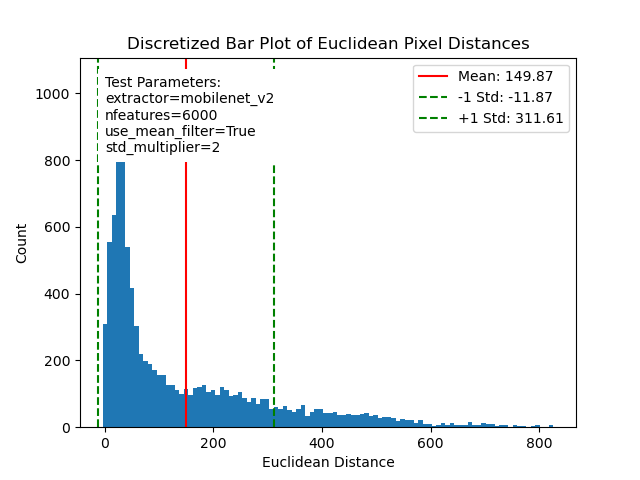 Discretized Bar Plot of Euclidean Pixel Distances
Test Parameters:
extractor=mobilenet_v2
nfeatures=6000
use_mean_filter=True
std_multiplier=2
Mean: 149.87
-1 Std: -11.87
+1 Std: 311.61
1000
800
600
400
200
0
Count
0 200 400 600 800
Euclidean Distance